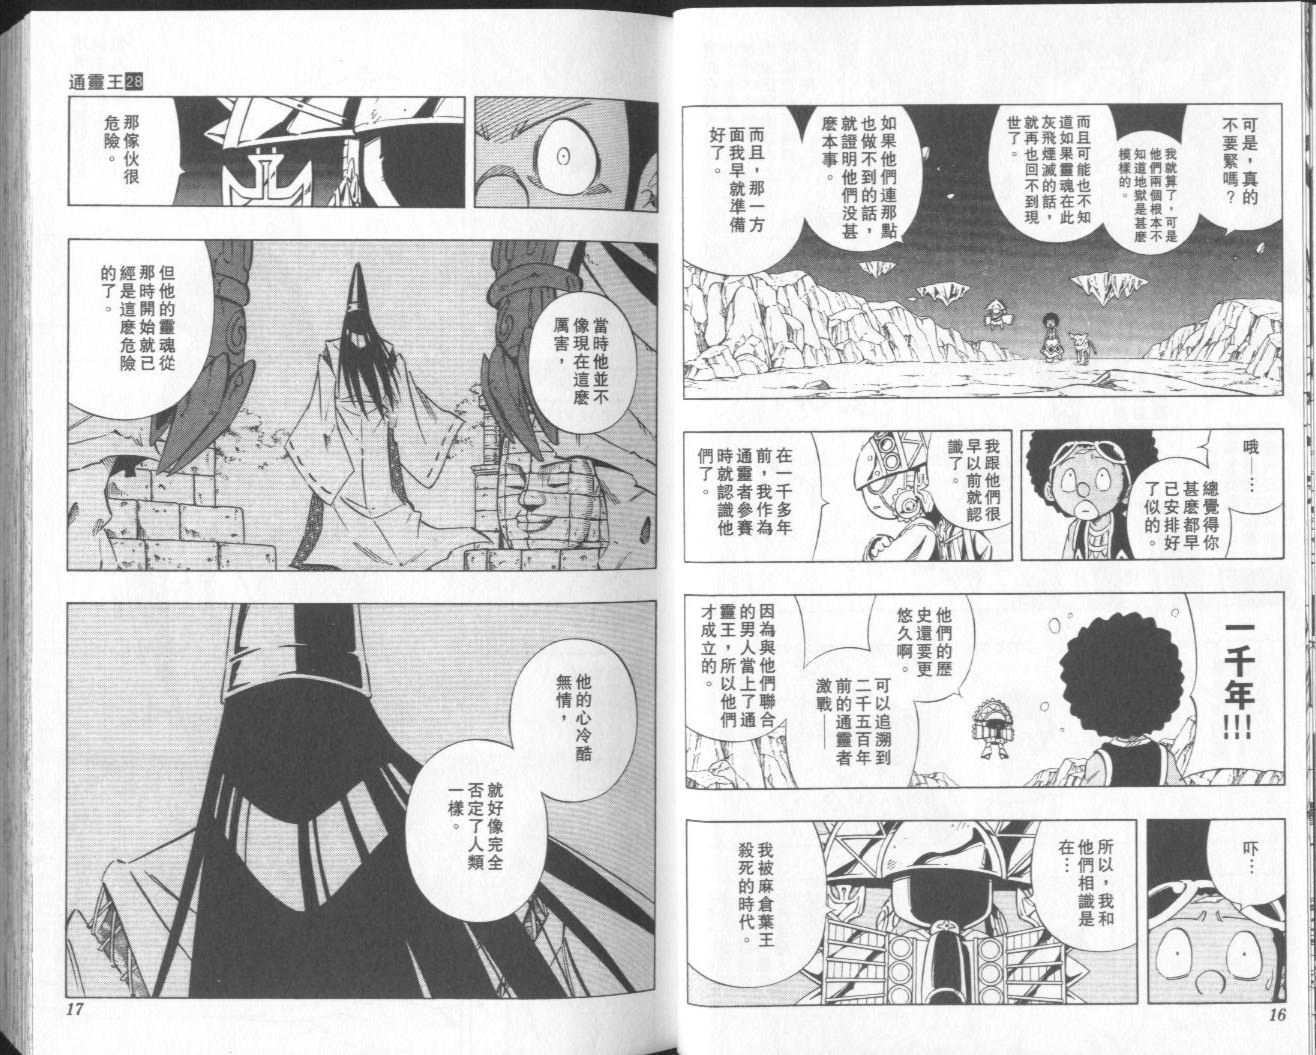 可是，真的
不要緊嗎？
我就算了，可是
他們兩個根本不
知道地獄是甚麼
模樣的。
而且可能也不知
道如果靈魂在此
灰飛煙滅的話，
就再也回不到現
世了。
如果他們連那點
也做不到的話，
就證明他們沒甚
麼本事。
而且，那一方
面我早就準備
好了。
哦……
總覺得你
甚麼都早
已安排好
了似的。
我跟他們很
早以前就認
識了。
在一千多年
前，我作為
通靈者參賽
時就認識他
們了。
一千年!!!
他們的歷
史還要更
悠久啊。
可以追溯到
二千五百年
前的通靈者
激戰——
因為與他們聯合
的男人當上了通
靈王，所以他們
才成立的。
吓…
所以，我和
他們相識是
在…
我被麻倉葉王
殺死的時代。
16
通靈王28
那傢伙很
危險。
當時他並不
像現在這麼
厲害，
但他的靈魂從
那時開始就已
經是這麼危險
的了。
他的心冷酷
無情，
就好像完全
否定了人類
一樣。
17